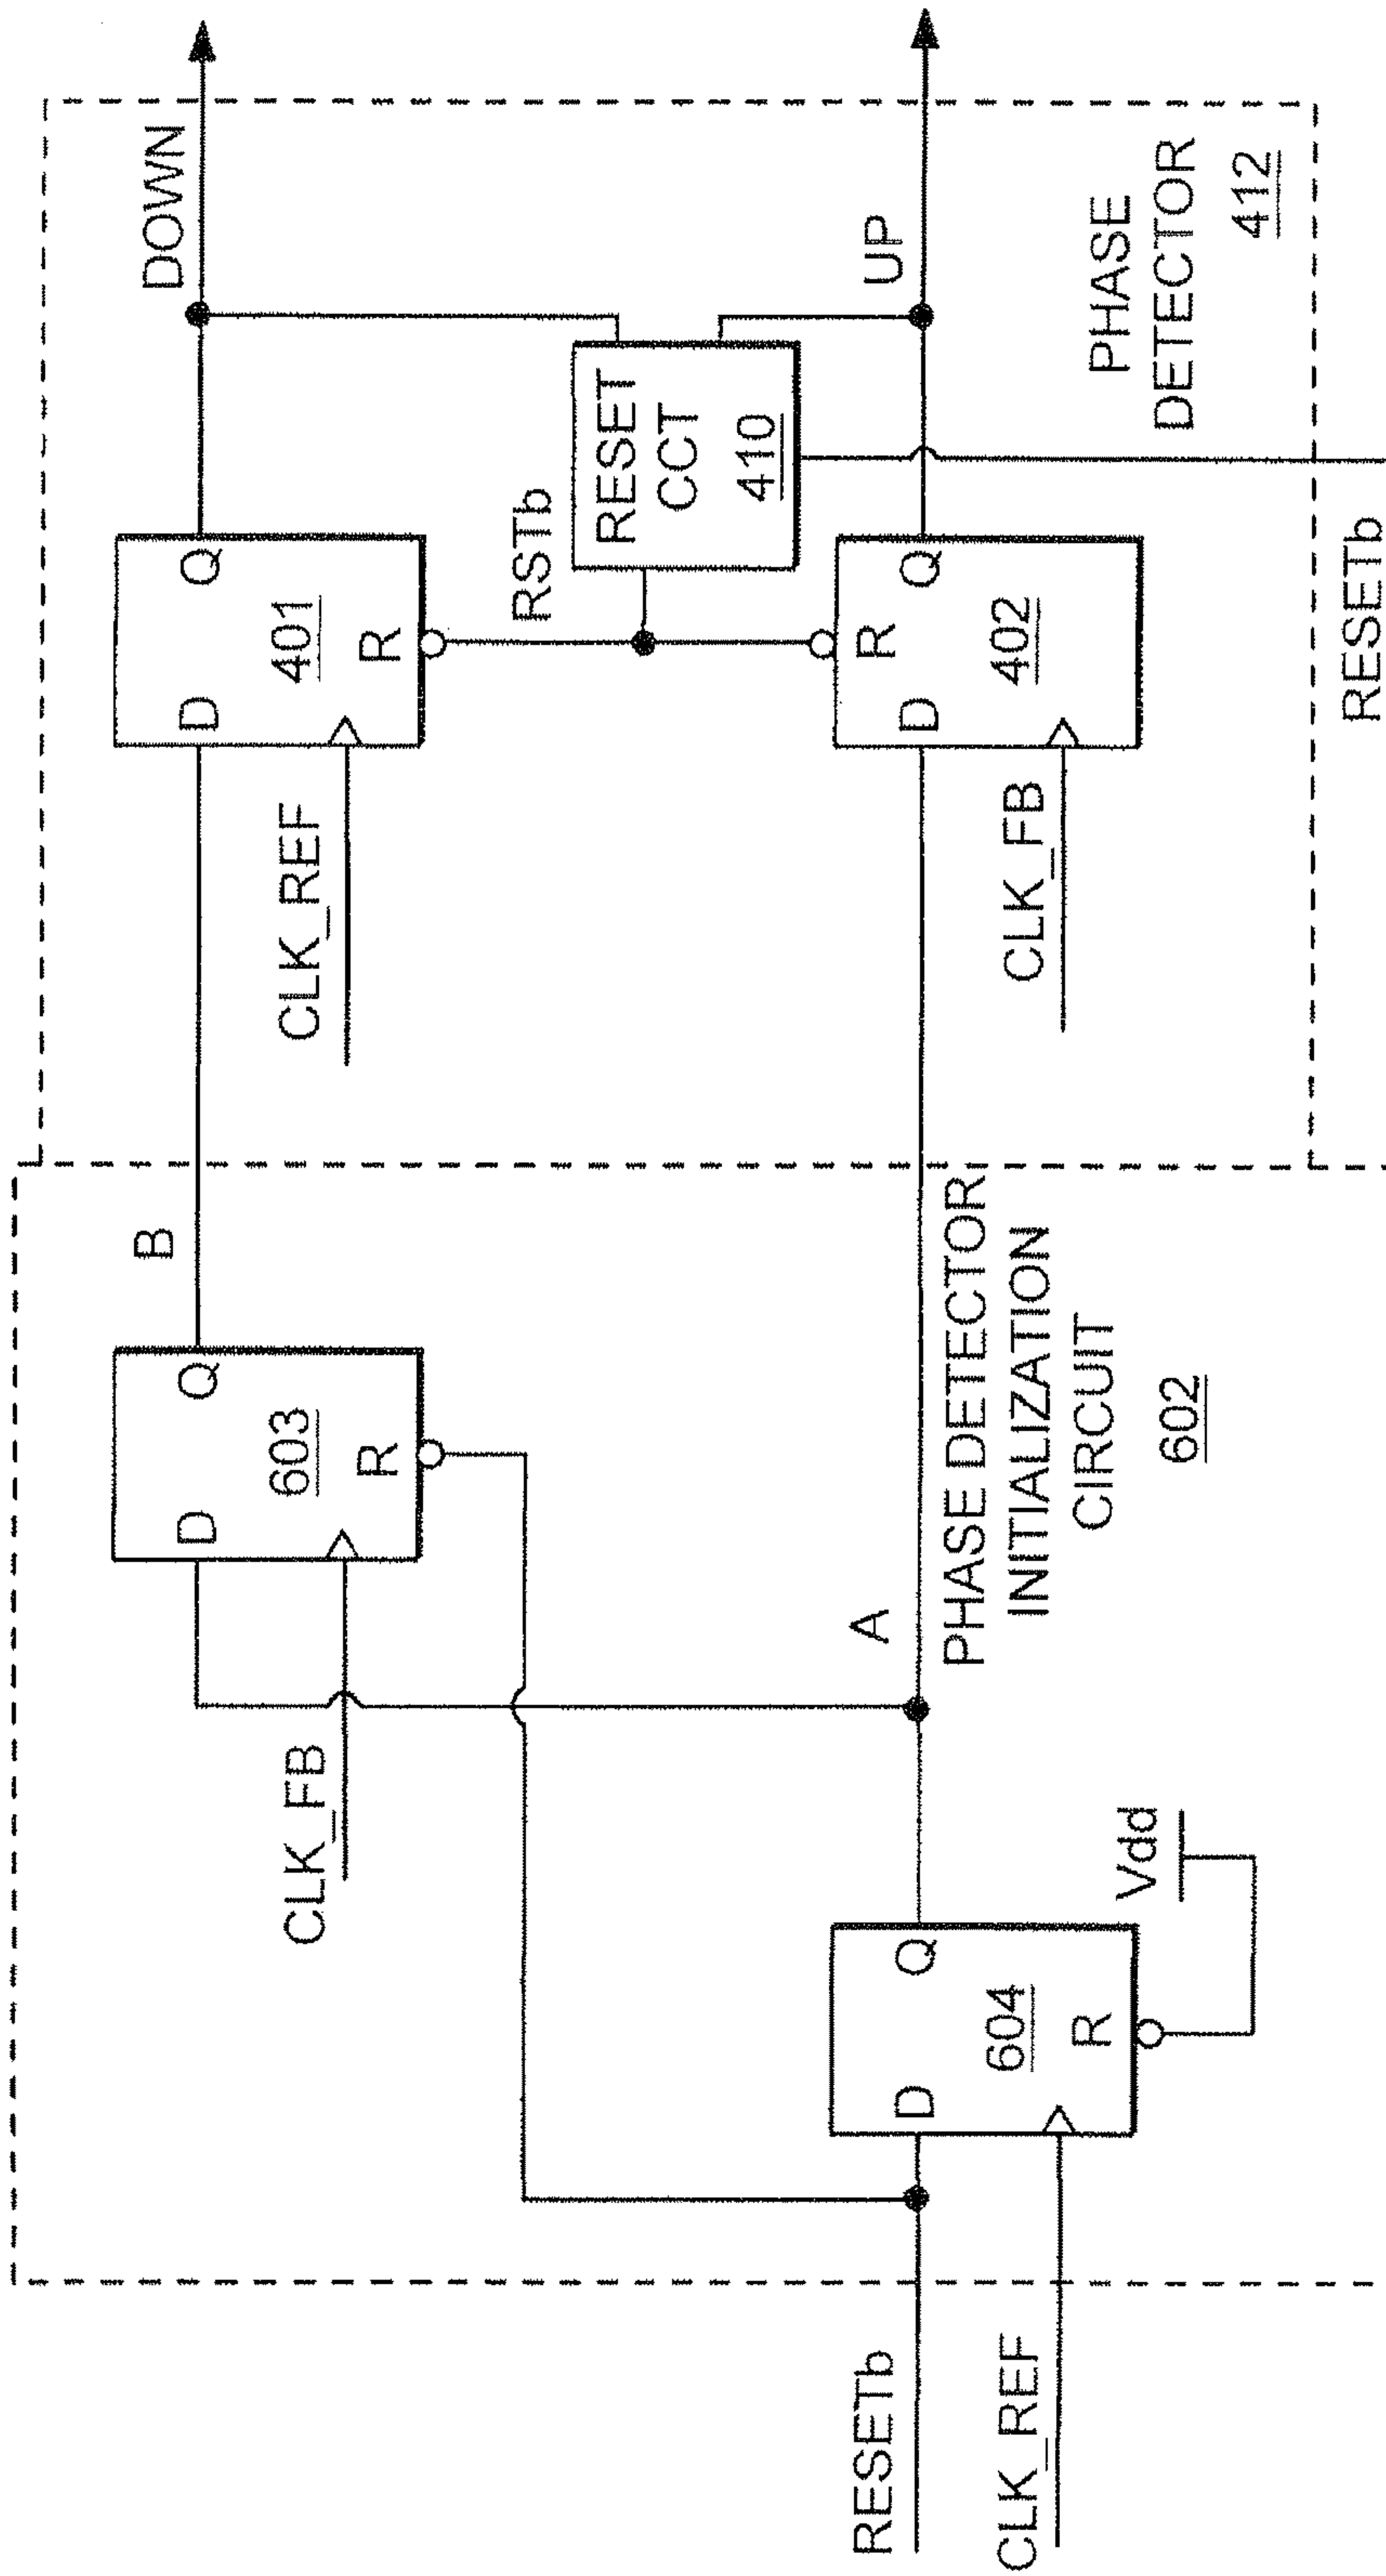 DOWN
B
D
Q
603
R
D
Q
401
R
CLK_FB
CLK_REF
RSTb
RESET
CCT
410
UP
A
RESETb
D
Q
604
R
D
R
Q
402
CLK_REF
Vdd
PHASE DETECTOR
INITIALIZATION
CIRCUIT
602
CLK_FB
PHASE
DETECTOR
412
RESETb